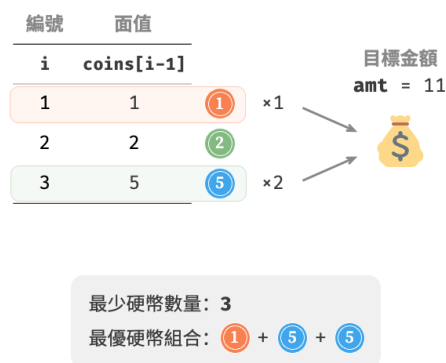 編號 面值
i coins[i-1]
1 1 1 ×1
2 2 2
3 5 5 ×2
目標金額
amt = 11
$
最少硬幣數量：3
最優硬幣組合：1 + 5 + 5